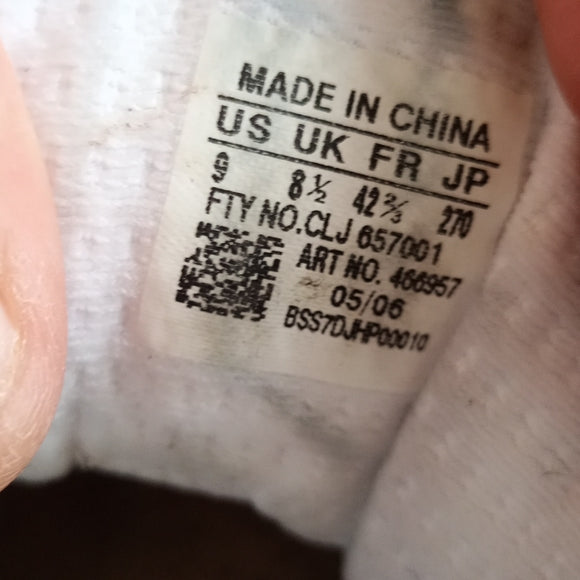 MADE IN CHINA
US UK FR JP
9 8½ 42⅔ 270
FTY NO.CLJ 657001
ART NO. 466957
05/06
BSS7DJHP00010